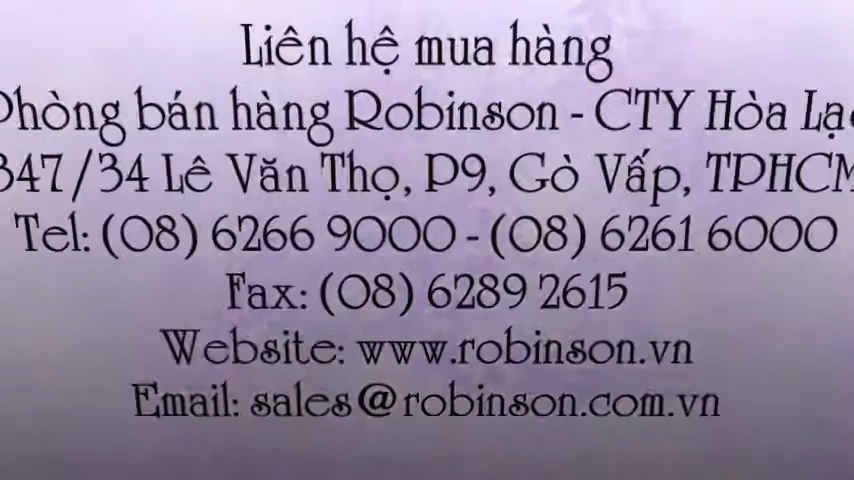 Liên hệ mua hàng
Phòng bán hàng Robinson - CTY Hòa
347/34 Lê Văn Thọ, P9, Gò Vấp, TPHCM
Tel: (08) 6266 9000 - (08) 6261 6000
Fax: (08) 6289 2615
Website: www.robinson.vn
Email: sales@robinson.com.vn